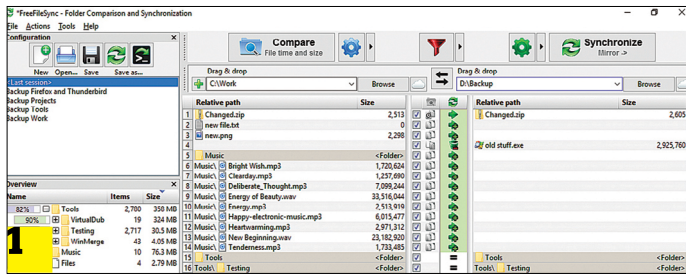 *FreeFileSync - Folder Comparison and Synchronization
File Actions Tools Help
Configuration
New Open... Save Save as...
<Last session>
Backup Firefox and Thunderbird
Backup Projects
Backup Tools
Backup Work
Overview
Name Items Size
82% Tools 2,700 350 MB
90% VirtualDub 19 324 MB
Testing 2,717 30.5 MB
WinMerge 43 4.05 MB
Music 10 76.3 MB
Files 4 2.79 MB
1
Compare
File time and size
Synchronize
Mirror ->
Drag & drop
C:\Work Browse
Drag & drop
D:\Backup Browse
Relative path Size
1 Changed.zip 2,513
2 new file.txt 0
3 new.png 2,298
4
5 Music <Folder>
6 Music\ Bright Wish.mp3 1,720,624
7 Music\ Clearday.mp3 1,257,690
8 Music\ Deliberate_Thought.mp3 7,099,244
9 Music\ Energy of Beauty.wav 33,516,044
10 Music\ Energy.mp3 2,513,919
11 Music\ Happy-electronic-music.mp3 6,015,477
12 Music\ Heartwarming.mp3 2,971,312
13 Music\ New Beginning.wav 23,182,920
14 Music\ Tenderness.mp3 1,733,485
15 Tools <Folder>
16 Tools\ Testing <Folder>
Relative path Size
Changed.zip 2,605
old stuff.exe 2,925,760
Tools <Folder>
Tools\ Testing <Folder>